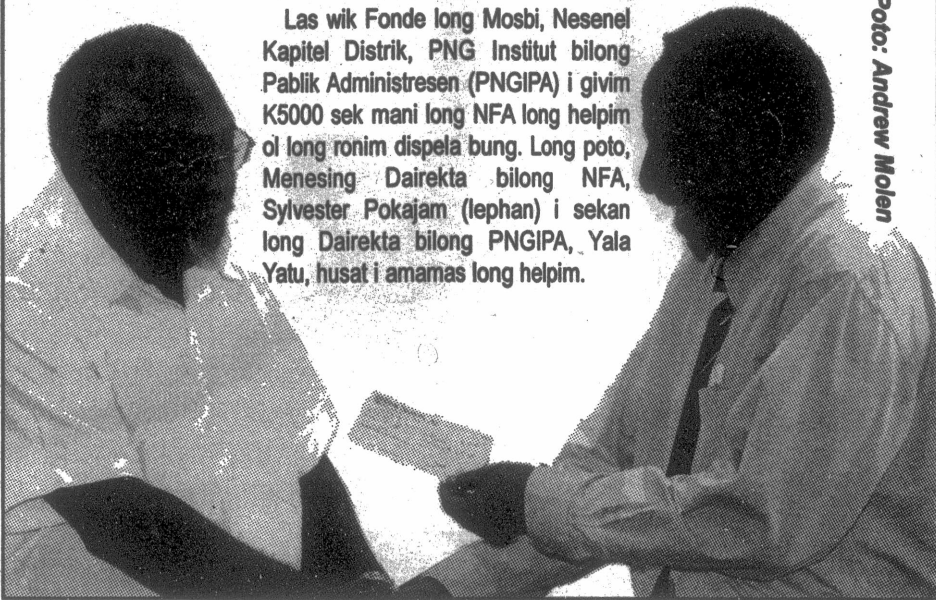 Las wik Fonde long Mosbi, Nesenel
Kapitel Distrik, PNG Institut bilong
Pablik Administresen (PNGIPA) i givim
K5000 sek mani long NFA long helpim
ol long ronim dispela bung. Long poto,
Menesing Dairekta bilong NFA,
Sylvester Pokajam (lephan) i sekan
long Dairekta bilong PNGIPA, Yala
Yatu, husat i amamas long helpim.
Poto: Andrew Molen